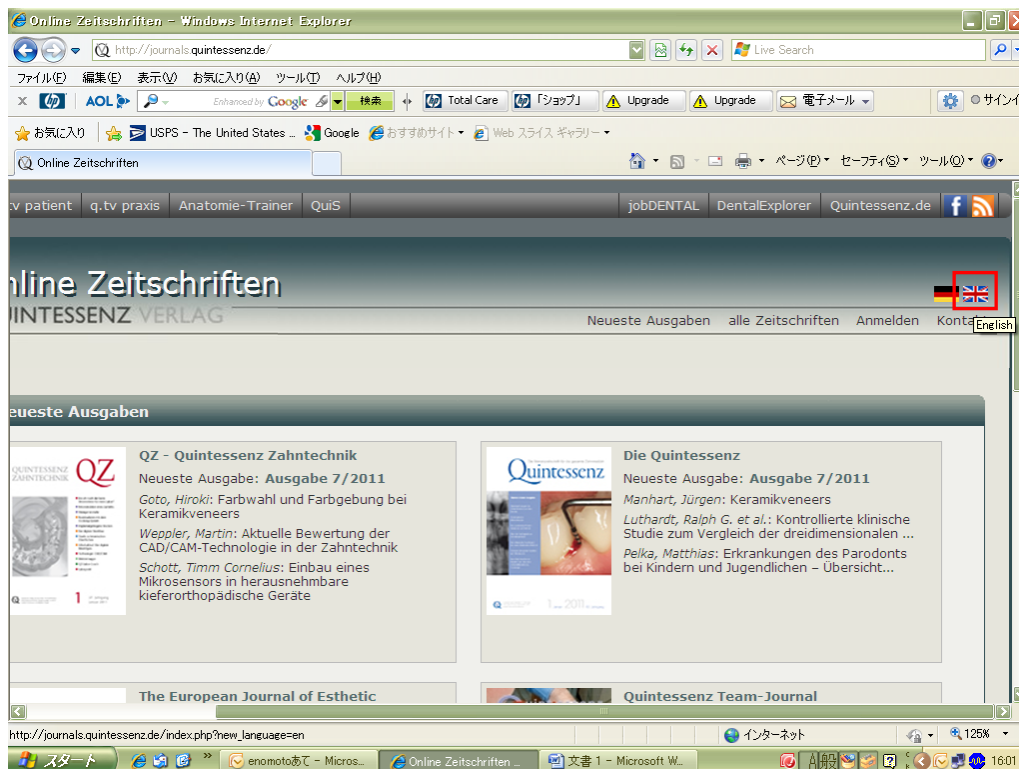 Online Zeitschriften - Windows Internet Explorer
http://journals.quintessenz.de/
Live Search
ファイル(F) 編集(E) 表示(V) お気に入り(A) ツール(T) ヘルプ(H)
x hp AOL Enhanced by Google 検索 Total Care 「ショップ」 Upgrade Upgrade 電子メール サインイ
お気に入り USPS - The United States ... Google おすすめサイト Web スライス ギャラリー
Online Zeitschriften ページ(P) セーフティ(S) ツール(O)
tv patient q.tv praxis Anatomie-Trainer QuiS jobDENTAL DentalExplorer Quintessenz.de f
nline Zeitschriften
UINTESSENZ VERLAG
Neueste Ausgaben alle Zeitschriften Anmelden Konta
English
eueste Ausgaben
QUINTESSENZ ZAHNTECHNIK QZ
QZ - Quintessenz Zahntechnik
Neueste Ausgabe: Ausgabe 7/2011
Goto, Hiroki: Farbwahl und Farbgebung bei
Keramikveneers
Weppler, Martin: Aktuelle Bewertung der
CAD/CAM-Technologie in der Zahntechnik
Schott, Timm Cornelius: Einbau eines
Mikrosensors in herausnehmbare
kieferorthopädische Geräte
1
Quintessenz
1 2011
Die Quintessenz
Neueste Ausgabe: Ausgabe 7/2011
Manhart, Jürgen: Keramikveneers
Luthardt, Ralph G. et al.: Kontrollierte klinische
Studie zum Vergleich der dreidimensionalen ...
Pelka, Matthias: Erkrankungen des Parodonts
bei Kindern und Jugendlichen – Übersicht...
The European Journal of Esthetic
Quintessenz Team-Journal
http://journals.quintessenz.de/index.php?new_language=en インターネット 125%
スタート enomotoあて - Micros... Online Zeitschriften ... 文書 1 - Microsoft W... A般 16:01